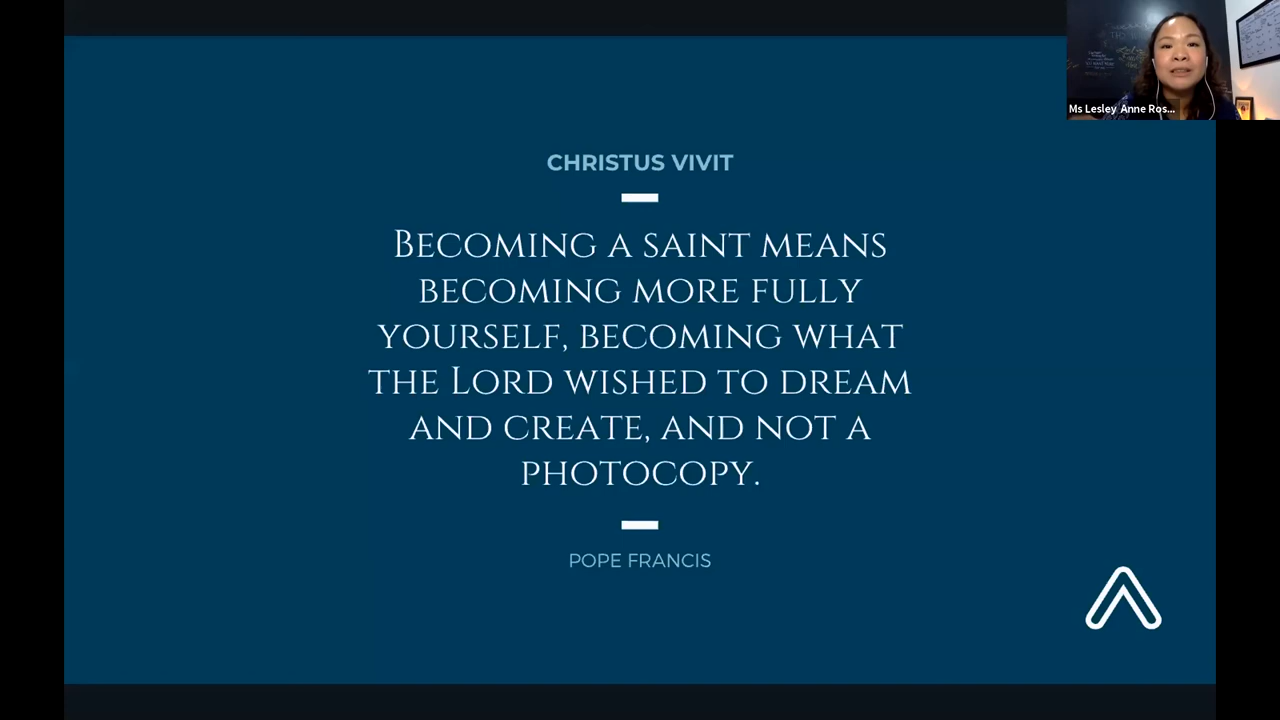 CHRISTUS VIVIT
BECOMING A SAINT MEANS
BECOMING MORE FULLY
YOURSELF, BECOMING WHAT
THE LORD WISHED TO DREAM
AND CREATE, AND NOT A
PHOTOCOPY.
POPE FRANCIS
Ms Lesley Anne Ros...